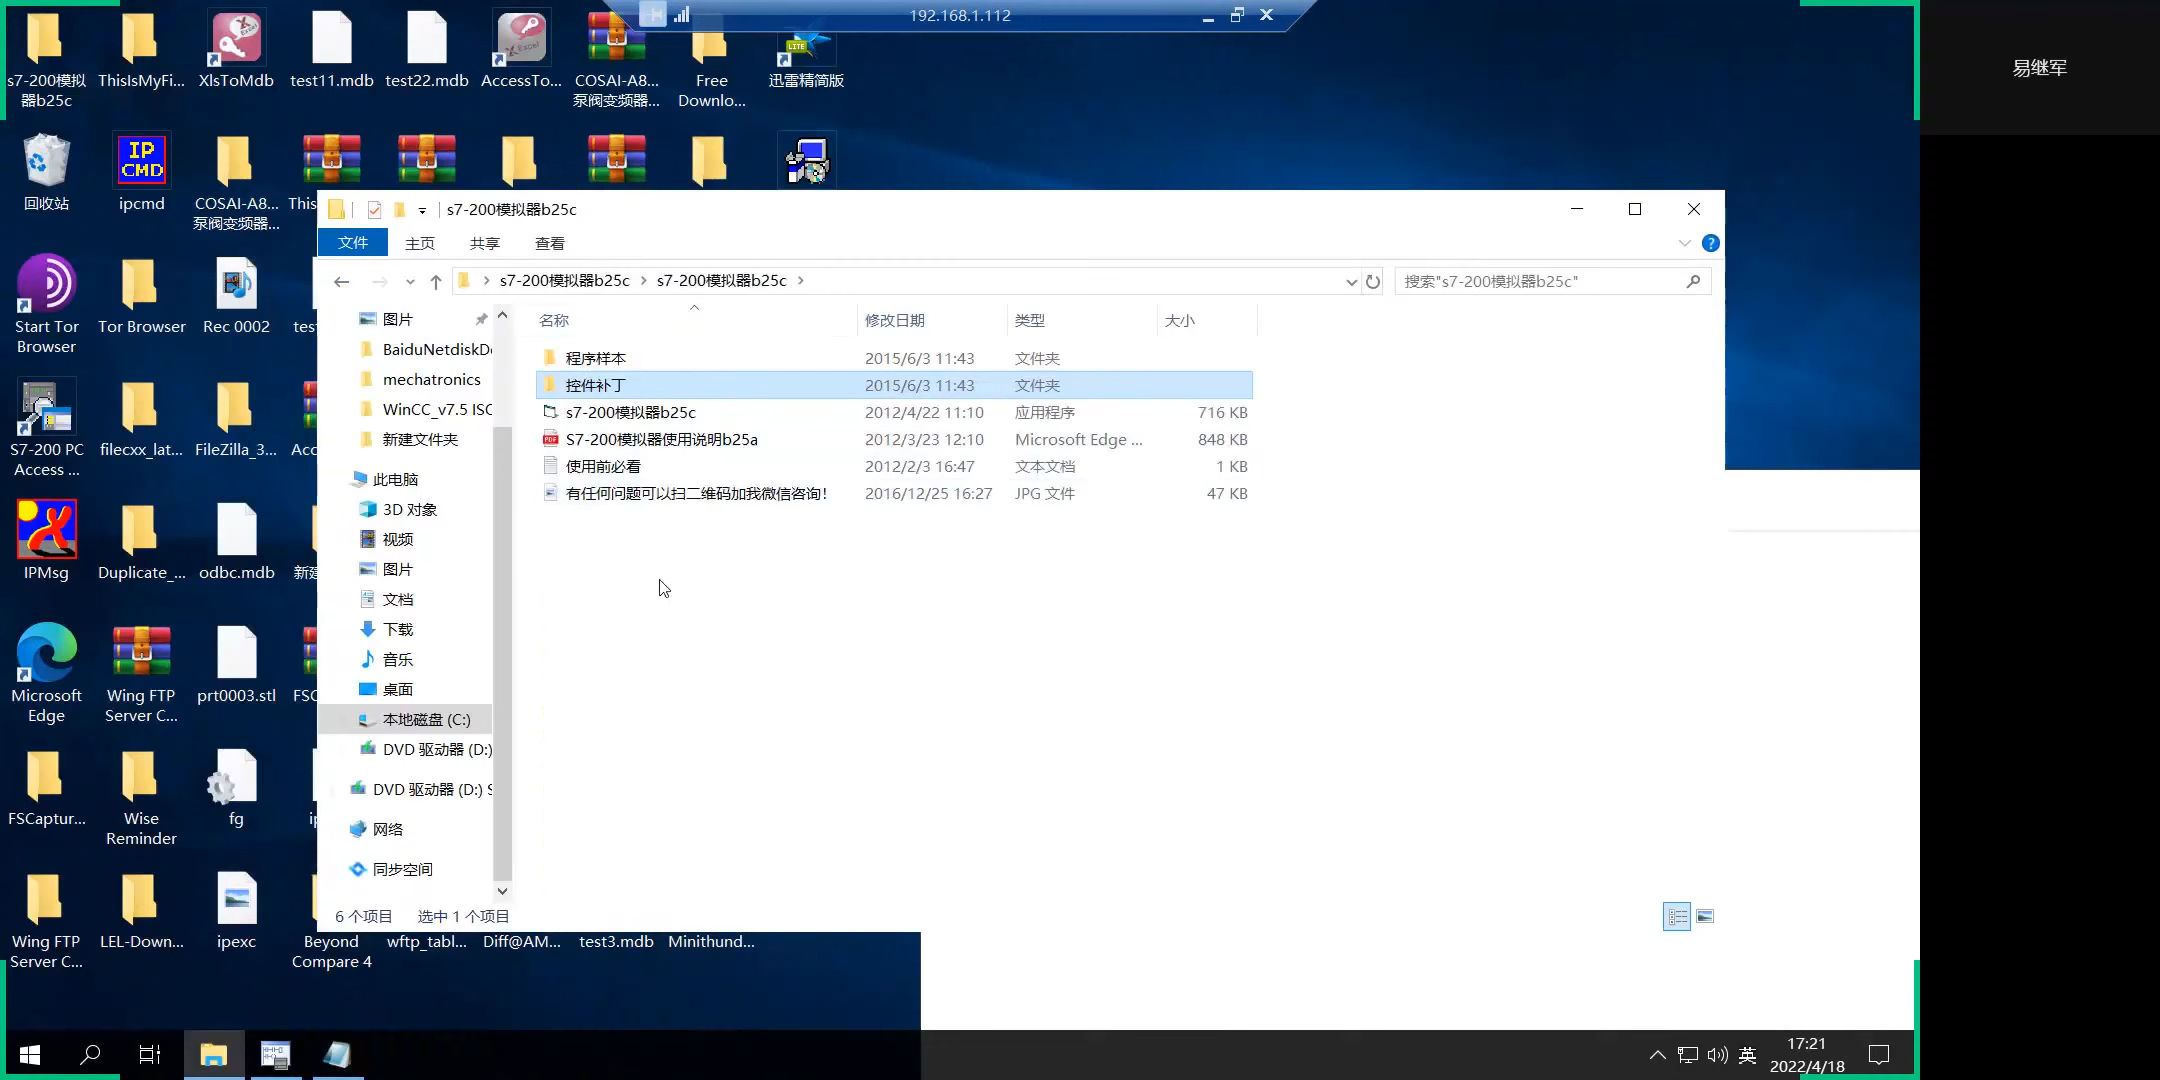 192.168.1.112
易继军
s7-200模拟
器b25c
ThisIsMyFi...
XlsToMdb
test11.mdb
test22.mdb
AccessTo...
COSAI-A8...
泵阀变频器...
Free
Downlo...
迅雷精简版
LITE
回收站
IP
CMD
ipcmd
COSAI-A8...
泵阀变频器...
Start Tor
Browser
Tor Browser
Rec 0002
S7-200 PC
Access ...
filecxx_lat...
FileZilla_3...
IPMsg
Duplicate_...
odbc.mdb
Microsoft
Edge
Wing FTP
Server C...
prt0003.stl
FSCaptur...
Wise
Reminder
fg
Wing FTP
Server C...
LEL-Down...
ipexc
Beyond
Compare 4
wftp_tabl...
Diff@AM...
test3.mdb
Minithund...
s7-200模拟器b25c
文件
主页
共享
查看
s7-200模拟器b25c
s7-200模拟器b25c
搜索"s7-200模拟器b25c"
图片
BaiduNetdiskD
mechatronics
WinCC_v7.5 ISO
新建文件夹
此电脑
3D 对象
视频
图片
文档
下载
音乐
桌面
本地磁盘 (C:)
DVD 驱动器 (D:)
DVD 驱动器 (D:) S
网络
同步空间
名称 修改日期 类型 大小
程序样本 2015/6/3 11:43 文件夹
控件补丁 2015/6/3 11:43 文件夹
s7-200模拟器b25c 2012/4/22 11:10 应用程序 716 KB
S7-200模拟器使用说明b25a 2012/3/23 12:10 Microsoft Edge ... 848 KB
使用前必看 2012/2/3 16:47 文本文档 1 KB
有任何问题可以扫二维码加我微信咨询! 2016/12/25 16:27 JPG 文件 47 KB
6 个项目 选中 1 个项目
英
17:21
2022/4/18